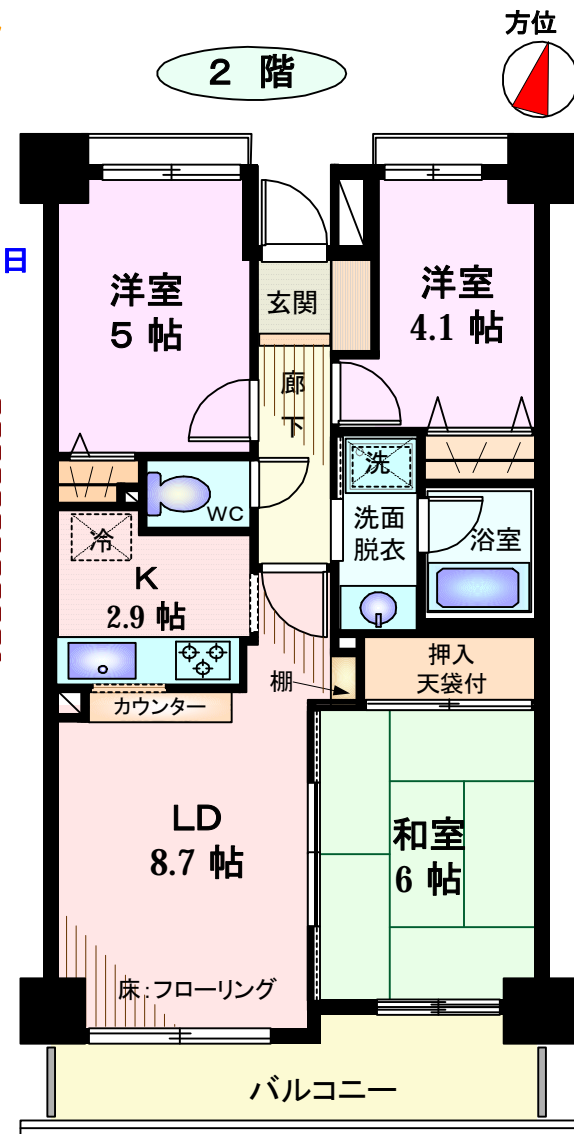 方位
2 階
日
洋室
5 帖
洋室
4.1 帖
玄関
廊
下
洗
WC
洗面
脱衣
浴室
冷
K
2.9 帖
棚
押入
天袋付
カウンター
LD
8.7 帖
和室
6 帖
床:フローリング
バルコニー